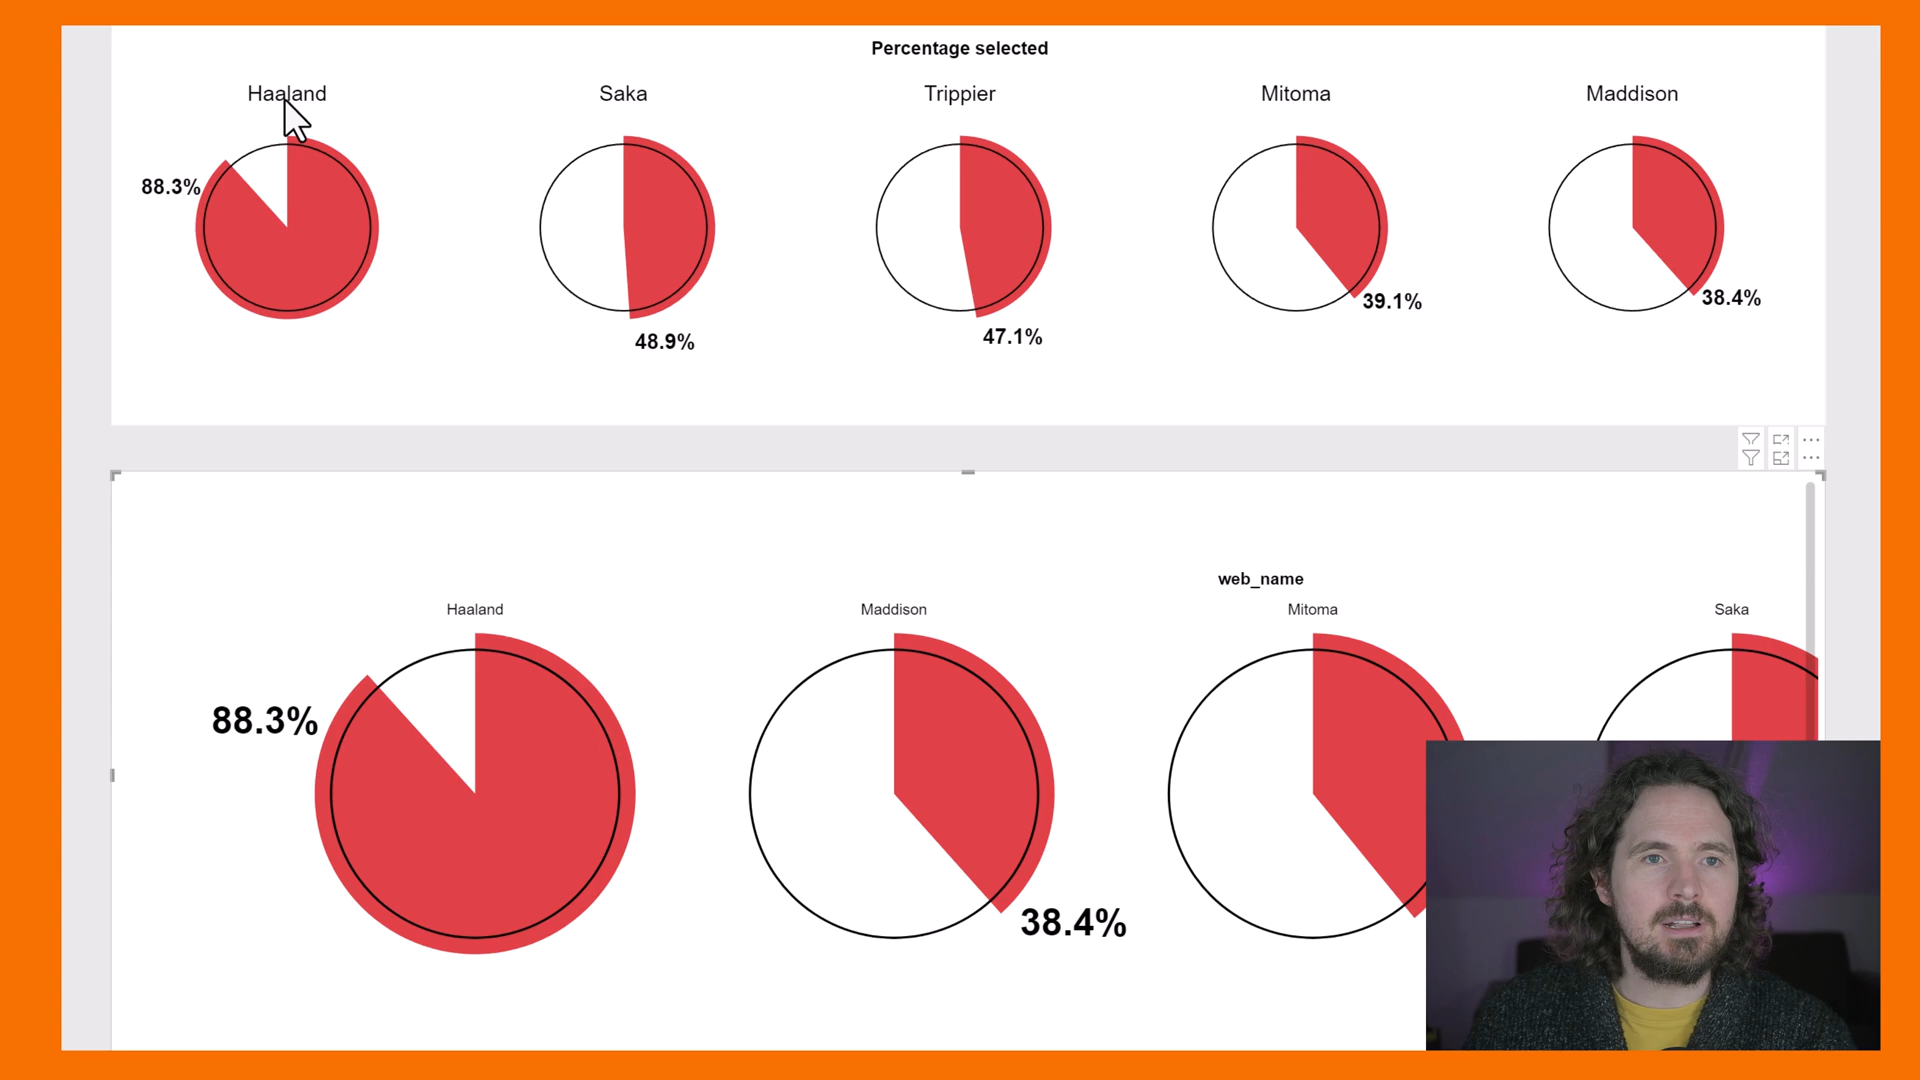 Percentage selected
Haaland Saka Trippier Mitoma Maddison
88.3%
39.1% 38.4%
48.9% 47.1%
web_name
Haaland Maddison Mitoma Saka
88.3%
38.4%